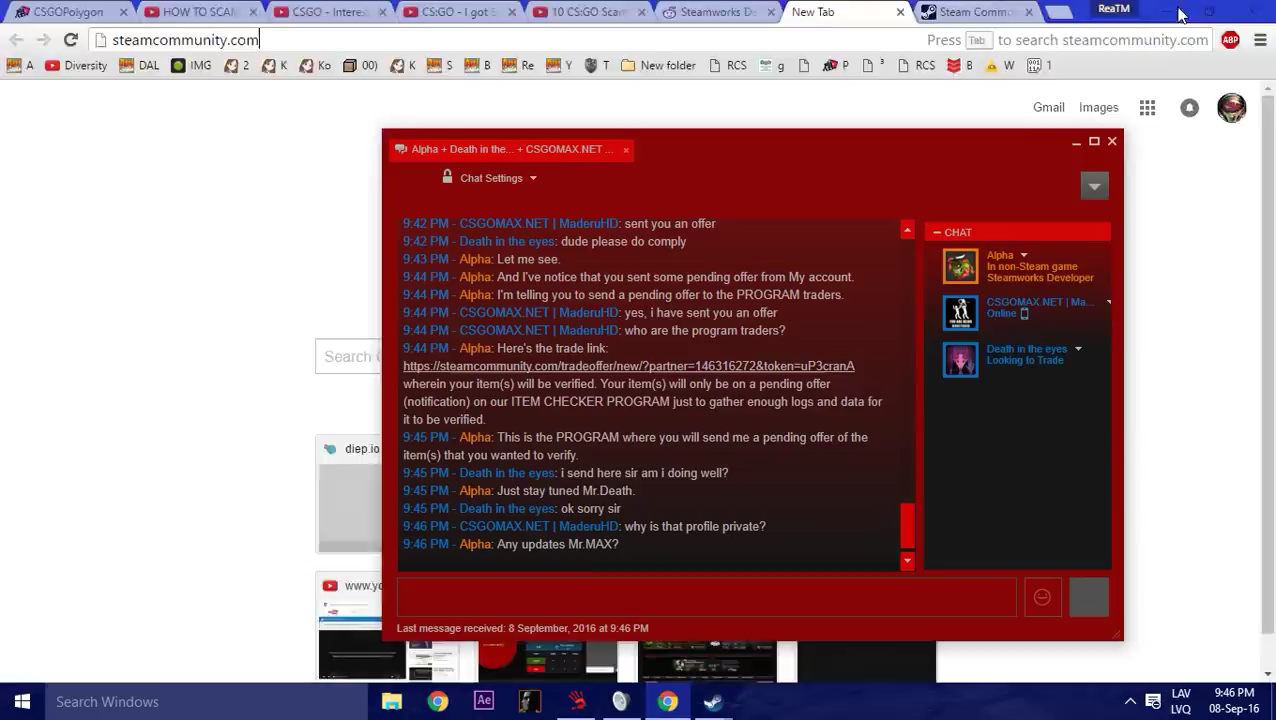 CSGOPolygon
HOW TO SCAM
CSGO - Interes
CS:GO - I got E
10 CS:GO Scam
Steamworks De
New Tab
Steam Commu
ReaTM
steamcommunity.com
Press Tab to search steamcommunity.com
ABP
A
Diversity
DAL
IMG
2
K
Ko
00)
K
S
B
Re
Y
T
New folder
RCS
g
P
³
RCS
B
W
1
Gmail
Images
Alpha + Death in the... + CSGOMAX.NET ...
Chat Settings
9:42 PM - CSGOMAX.NET | MaderuHD: sent you an offer
9:42 PM - Death in the eyes: dude please do comply
9:43 PM - Alpha: Let me see.
9:44 PM - Alpha: And I've notice that you sent some pending offer from My account.
9:44 PM - Alpha: I'm telling you to send a pending offer to the PROGRAM traders.
9:44 PM - CSGOMAX.NET | MaderuHD: yes, i have sent you an offer
9:44 PM - CSGOMAX.NET | MaderuHD: who are the program traders?
9:44 PM - Alpha: Here's the trade link:
https://steamcommunity.com/tradeoffer/new/?partner=146316272&token=uP3cranA
wherein your item(s) will be verified. Your item(s) will only be on a pending offer
(notification) on our ITEM CHECKER PROGRAM just to gather enough logs and data for
it to be verified.
9:45 PM - Alpha: This is the PROGRAM where you will send me a pending offer of the
item(s) that you wanted to verify.
9:45 PM - Death in the eyes: i send here sir am i doing well?
9:45 PM - Alpha: Just stay tuned Mr.Death.
9:45 PM - Death in the eyes: ok sorry sir
9:46 PM - CSGOMAX.NET | MaderuHD: why is that profile private?
9:46 PM - Alpha: Any updates Mr.MAX?
Last message received: 8 September, 2016 at 9:46 PM
CHAT
Alpha
In non-Steam game
Steamworks Developer
CSGOMAX.NET | Ma...
Online
Death in the eyes
Looking to Trade
Search
diep.io
www.yo
Search Windows
Ae
LAV
LVQ
9:46 PM
08-Sep-16